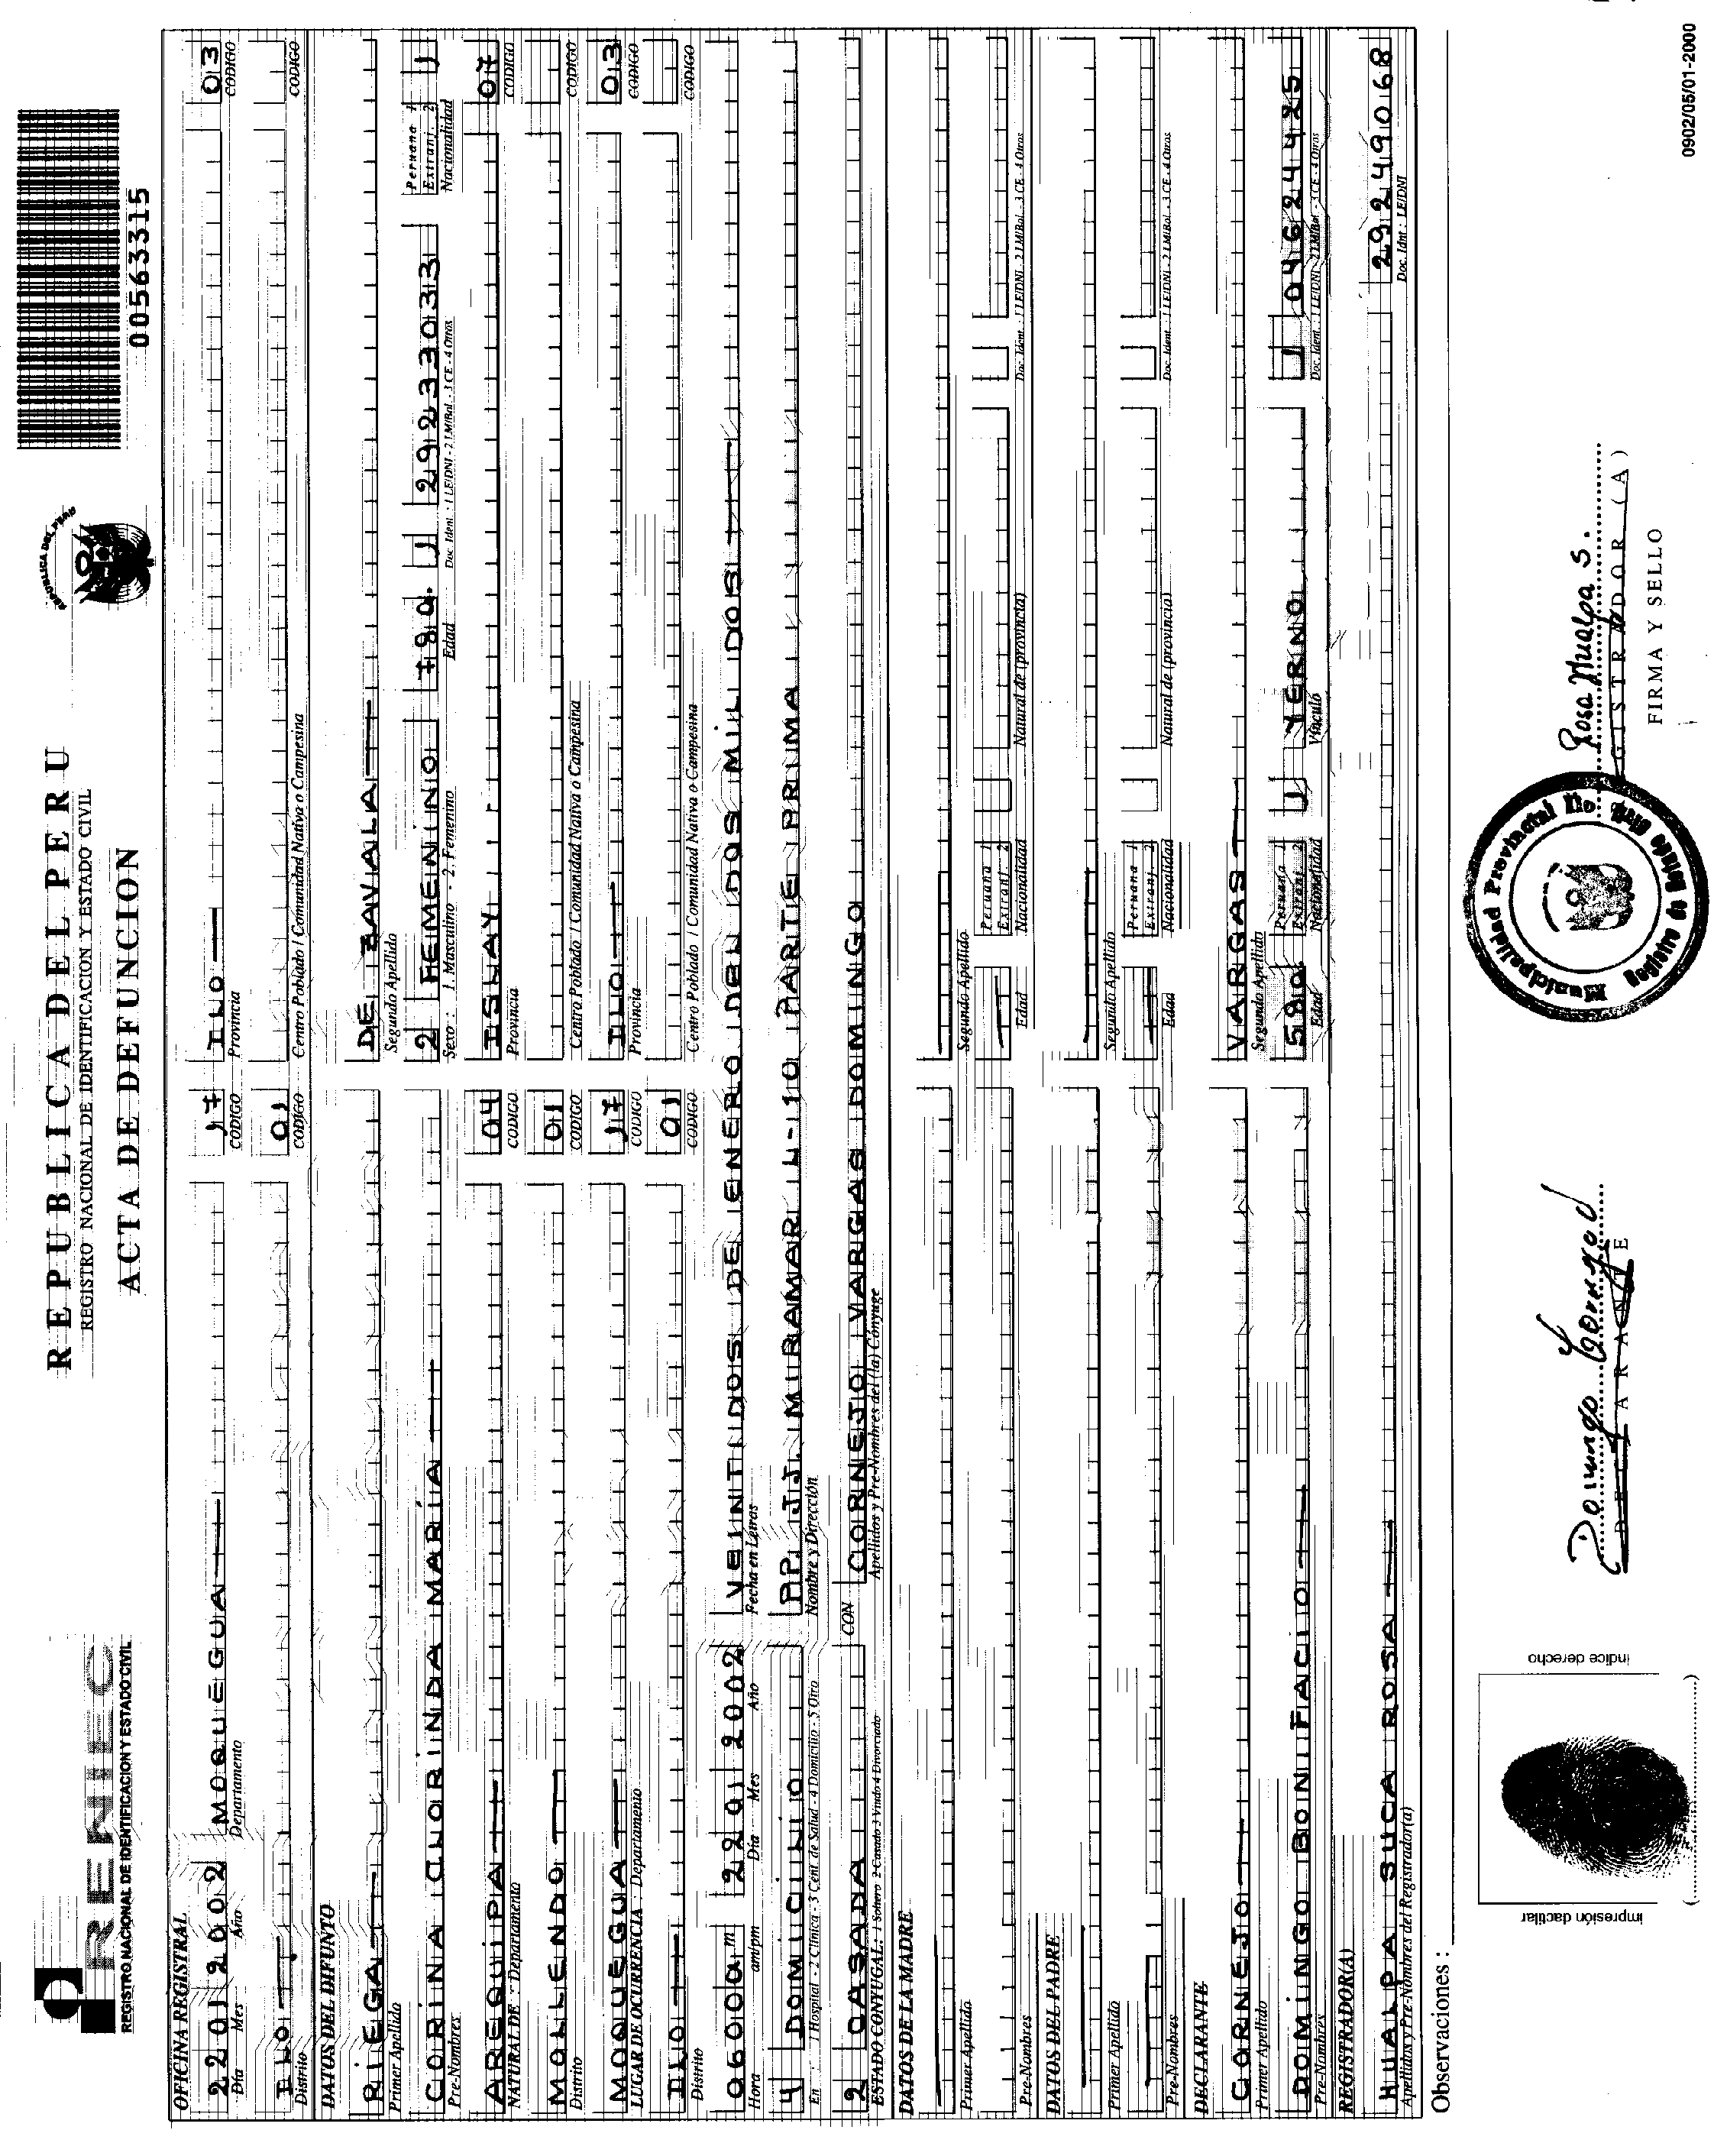 RENIEC
REGISTRO NACIONAL DE IDENTIFICACION Y ESTADO CIVIL
REPUBLICA DEL PERU
REGISTRO NACIONAL DE IDENTIFICACION Y ESTADO CIVIL
ACTA DE DEFUNCION
REPUBLICA DEL PERU
00563315
OFICINA REGISTRAL
22 01 2002 MOQUEGUA 17 ILO 03
Día Mes Año Departamento CODIGO Provincia CODIGO
ILO 01
Distrito CODIGO Centro Poblado / Comunidad Nativa o Campesina CODIGO
DATOS DEL DIFUNTO
RIEGA DE ZAVALA
Primer Apellido Segundo Apellido
CORINA CLORINDA MARÍA 2 FEMENINO 78a. 1 29233033 Peruana 1 Extranj. 2 1
Pre-Nombres Sexo : 1. Masculino - 2. Femenino Edad Doc. Ident. : 1 LE/DNI - 2 LM/Bol. - 3 CE - 4 Otros Nacionalidad
AREQUIPA 04 ISLAY 07
NATURAL DE : Departamento CODIGO Provincia CODIGO
MOLLENDO 01
Distrito CODIGO Centro Poblado / Comunidad Nativa o Campesina CODIGO
MOQUEGUA 17 ILO 03
LUGAR DE OCURRENCIA : Departamento CODIGO Provincia CODIGO
ILO 01
Distrito CODIGO Centro Poblado / Comunidad Nativa o Campesina CODIGO
0600am 22 01 2002 VEINTIDOS DE ENERO DEL DOS MIL DOS
Hora am/pm Día Mes Año Fecha en Letras
4 DOMICILIO PP. JJ. MIRAMAR L-10 PARTE PRIMA
En : 1 Hospital - 2 Clínica - 3 Cent. de Salud - 4 Domicilio - 5 Otro Nombre y Dirección
2 CASADA CON CORNEJO VARGAS DOMINGO
ESTADO CONYUGAL: 1 Soltero 2 Casado 3 Viudo 4 Divorciado Apellidos y Pre-Nombres del (la) Cónyuge
DATOS DE LA MADRE
Primer Apellido Segundo Apellido
Peruana 1 Extranj. 2
Pre-Nombres Edad Nacionalidad Natural de (provincia) Doc. Ident. : 1 LE/DNI - 2 LM/Bol. - 3 CE - 4 Otros
DATOS DEL PADRE
Primer Apellido Segundo Apellido
Peruana 1 Extranj. 2
Pre-Nombres Edad Nacionalidad Natural de (provincia) Doc. Ident. : 1 LE/DNI - 2 LM/Bol. - 3 CE - 4 Otros
DECLARANTE
CORNEJO VARGAS
Primer Apellido Segundo Apellido
DOMINGO BONIFACIO 58a. Peruana 1 Extranj. 2 1 YERNO 1 04624425
Pre-Nombres Edad Nacionalidad Vínculo Doc. Ident. : 1 LE/DNI - 2 LM/Bol. - 3 CE - 4 Otros
REGISTRADOR(A)
HUALPA SUCA ROSA 29249068
Apellidos y Pre-Nombres del Registrador(a) Doc. Idnt : LE/DNI
Observaciones :
impresión dactilar
índice derecho
Domingo Cornejo
DECLARANTE
Municipalidad Provincial Ilo
Rosa Hualpa S.
REGISTRADOR (A)
FIRMA Y SELLO
0902/05/01-2000